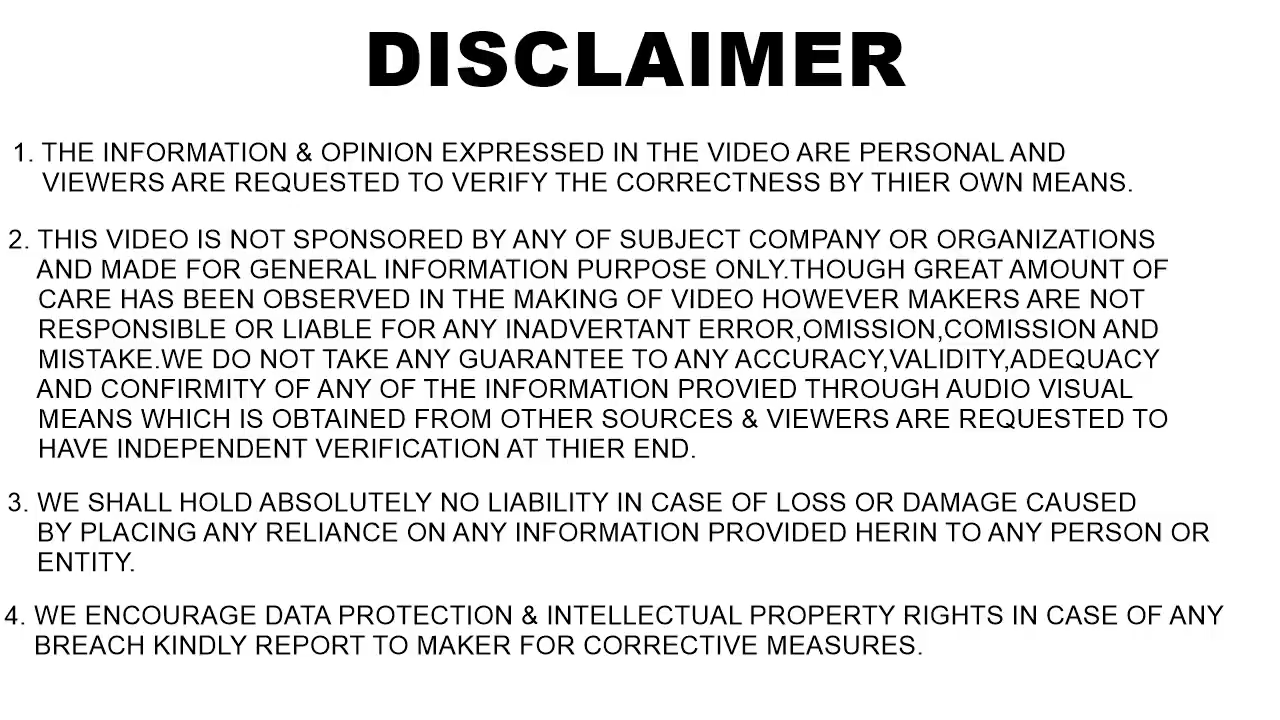 DISCLAIMER
1. THE INFORMATION & OPINION EXPRESSED IN THE VIDEO ARE PERSONAL AND
VIEWERS ARE REQUESTED TO VERIFY THE CORRECTNESS BY THIER OWN MEANS.
2. THIS VIDEO IS NOT SPONSORED BY ANY OF SUBJECT COMPANY OR ORGANIZATIONS
AND MADE FOR GENERAL INFORMATION PURPOSE ONLY.THOUGH GREAT AMOUNT OF
CARE HAS BEEN OBSERVED IN THE MAKING OF VIDEO HOWEVER MAKERS ARE NOT
RESPONSIBLE OR LIABLE FOR ANY INADVERTANT ERROR,OMISSION,COMISSION AND
MISTAKE.WE DO NOT TAKE ANY GUARANTEE TO ANY ACCURACY,VALIDITY,ADEQUACY
AND CONFIRMITY OF ANY OF THE INFORMATION PROVIED THROUGH AUDIO VISUAL
MEANS WHICH IS OBTAINED FROM OTHER SOURCES & VIEWERS ARE REQUESTED TO
HAVE INDEPENDENT VERIFICATION AT THIER END.
3. WE SHALL HOLD ABSOLUTELY NO LIABILITY IN CASE OF LOSS OR DAMAGE CAUSED
BY PLACING ANY RELIANCE ON ANY INFORMATION PROVIDED HERIN TO ANY PERSON OR
ENTITY.
4. WE ENCOURAGE DATA PROTECTION & INTELLECTUAL PROPERTY RIGHTS IN CASE OF ANY
BREACH KINDLY REPORT TO MAKER FOR CORRECTIVE MEASURES.